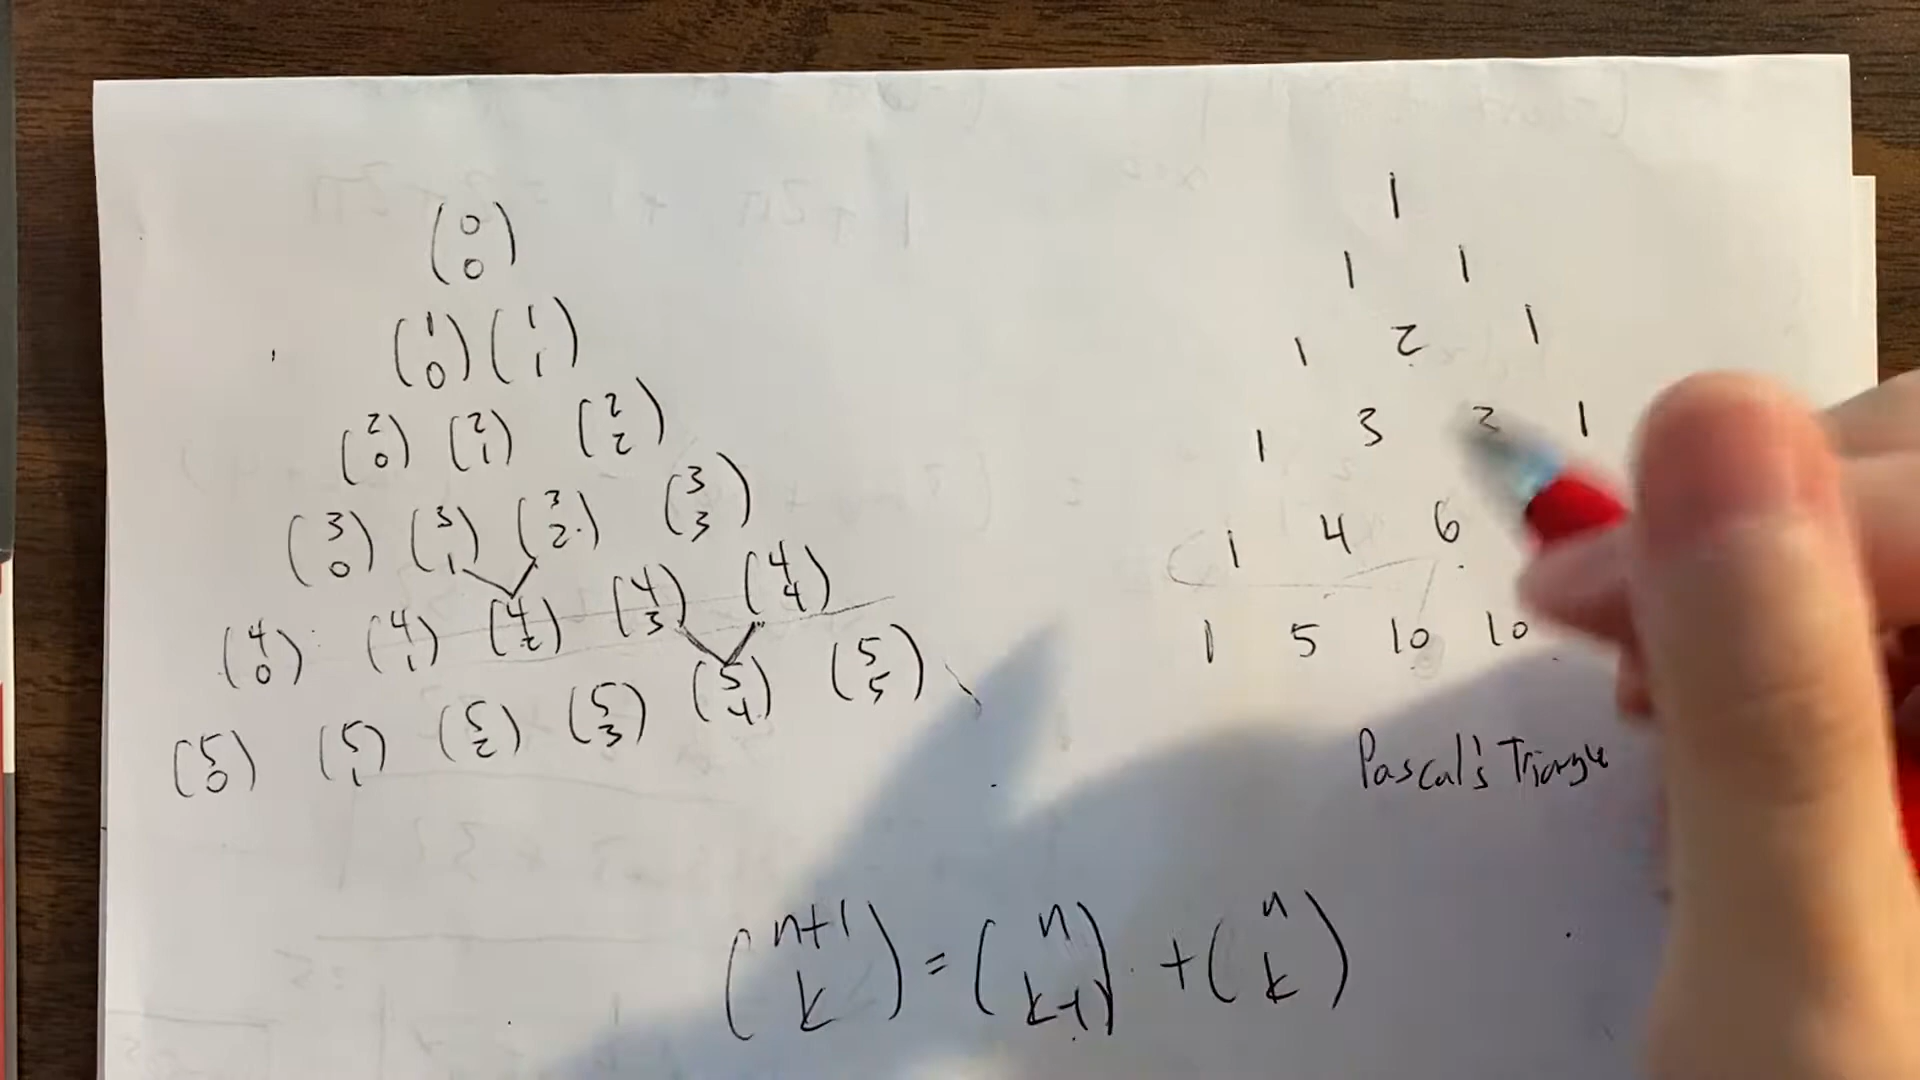 (0 0)
(1 0) (1 1)
(2 0) (2 1) (2 2)
(3 0) (3 1) (3 2) (3 3)
(4 0) (4 1) (4 2) (4 3) (4 4)
(5 0) (5 1) (5 2) (5 3) (5 4) (5 5)
1
1 1
1 2 1
1 3 3 1
1 4 6
1 5 10 10
Pascal's Triangle
(n+1 k) = (n k-1) + (n k)